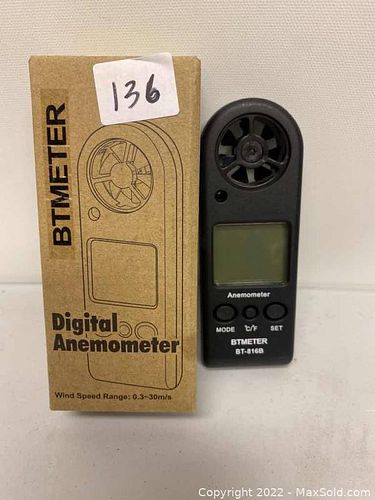 136
BTMETER
Digital
Anemometer
Wind Speed Range: 0.3~30m/s
Anemometer
MODE °C/°F SET
BTMETER
BT-816B
Copyright 2022 - MaxSold.com